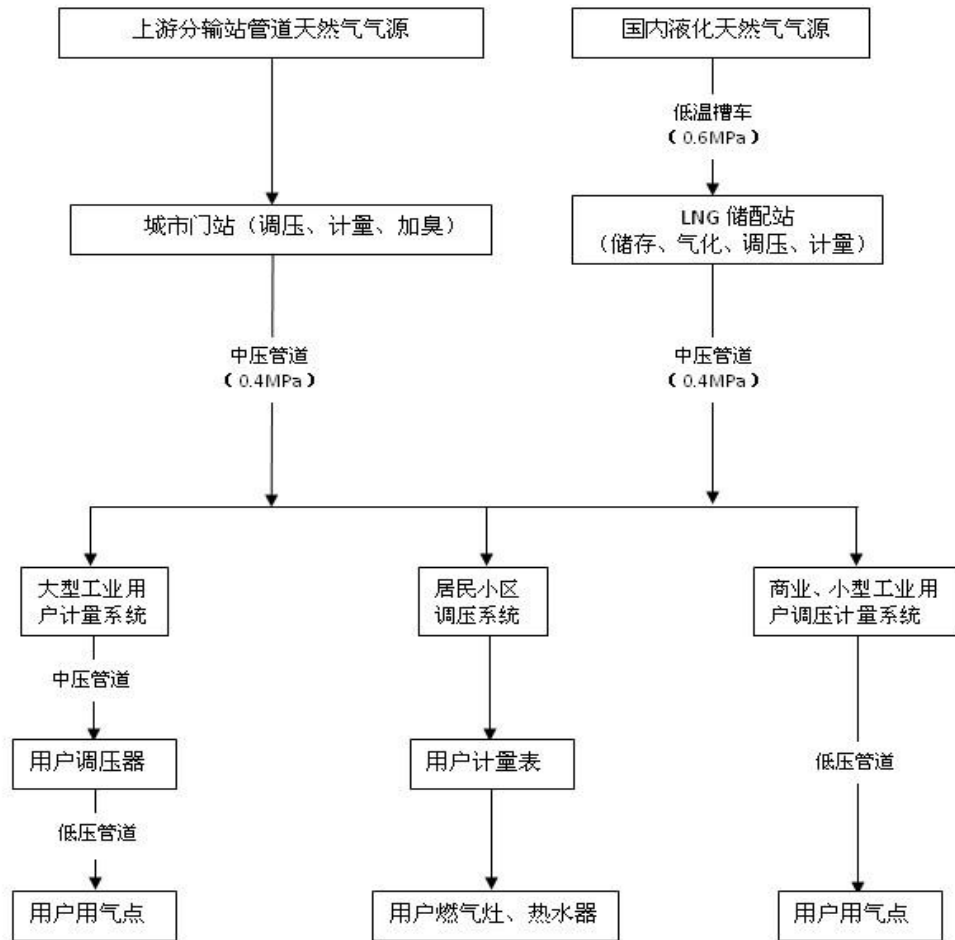 上游分输站管道天然气气源
国内液化天然气气源
低温槽车
（0.6MPa）
城市门站（调压、计量、加臭）
LNG 储配站
（储存、气化、调压、计量）
中压管道
（0.4MPa）
中压管道
（0.4MPa）
大型工业用
户计量系统
居民小区
调压系统
商业、小型工业用
户调压计量系统
中压管道
用户调压器
用户计量表
低压管道
低压管道
用户用气点
用户燃气灶、热水器
用户用气点